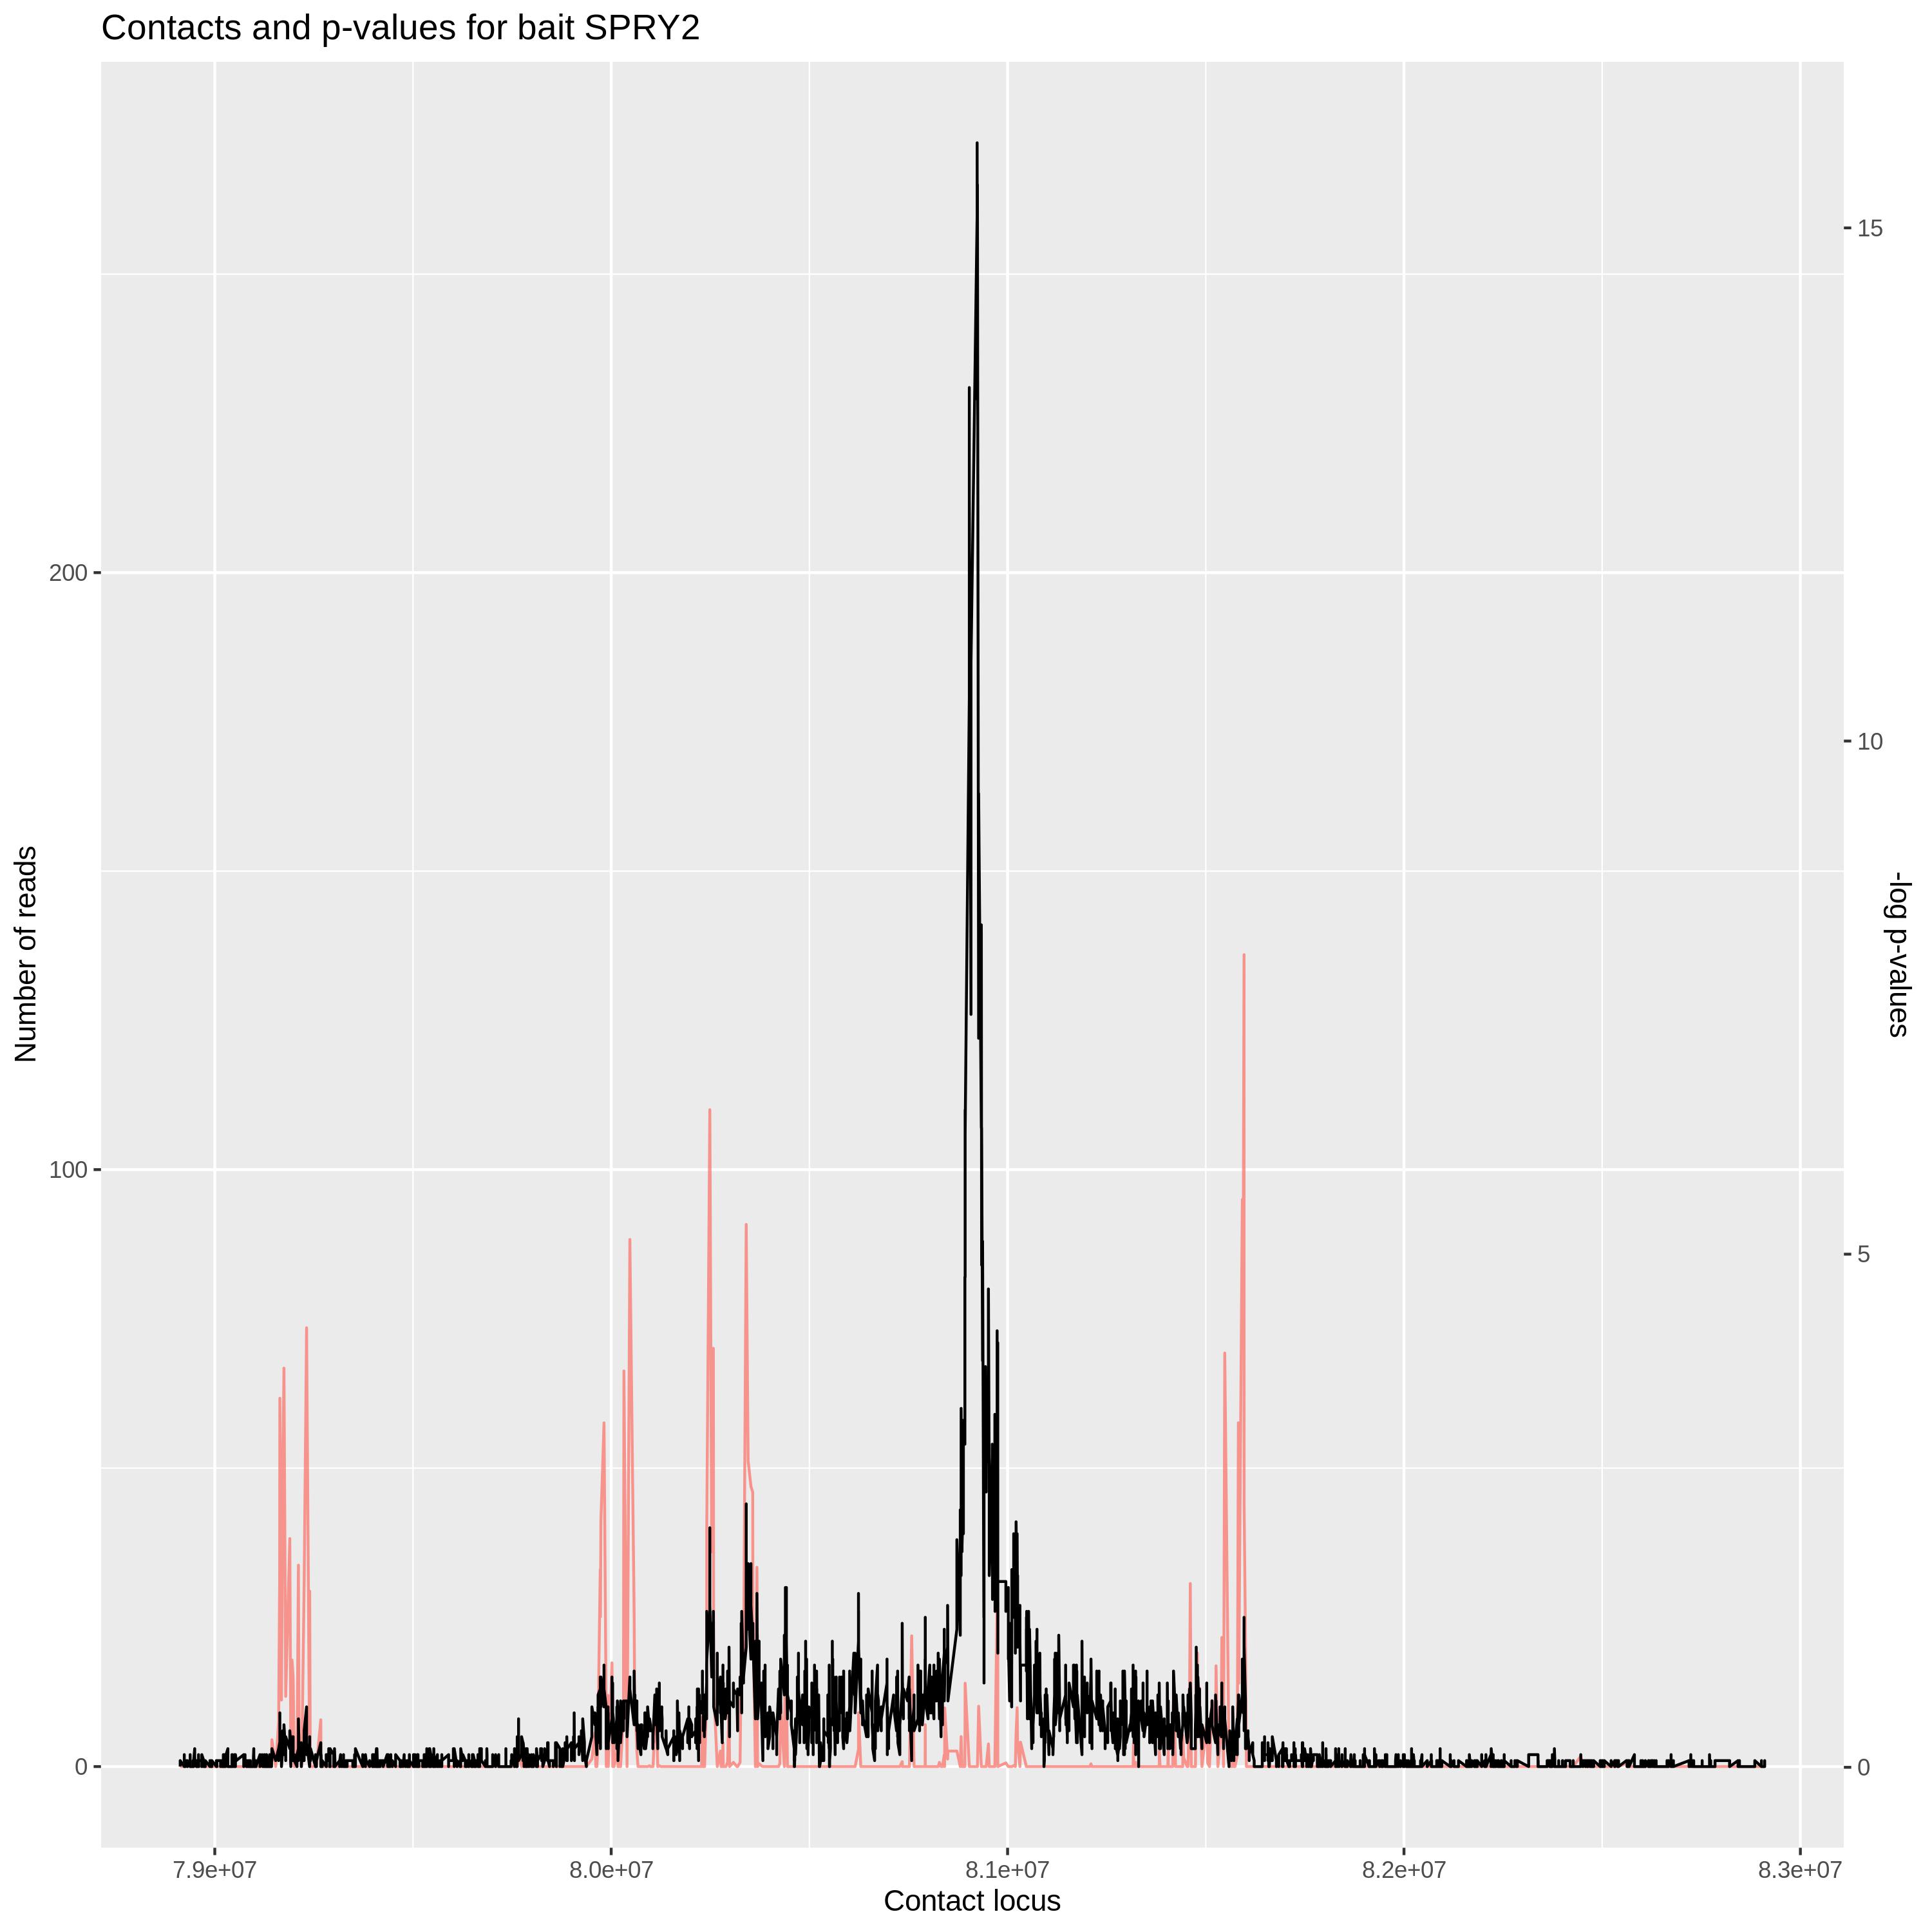 Contacts and p-values for bait SPRY2
Number of reads
200
100
0
15
10
5
0
-log p-values
7.9e+07
8.0e+07
8.1e+07
8.2e+07
8.3e+07
Contact locus